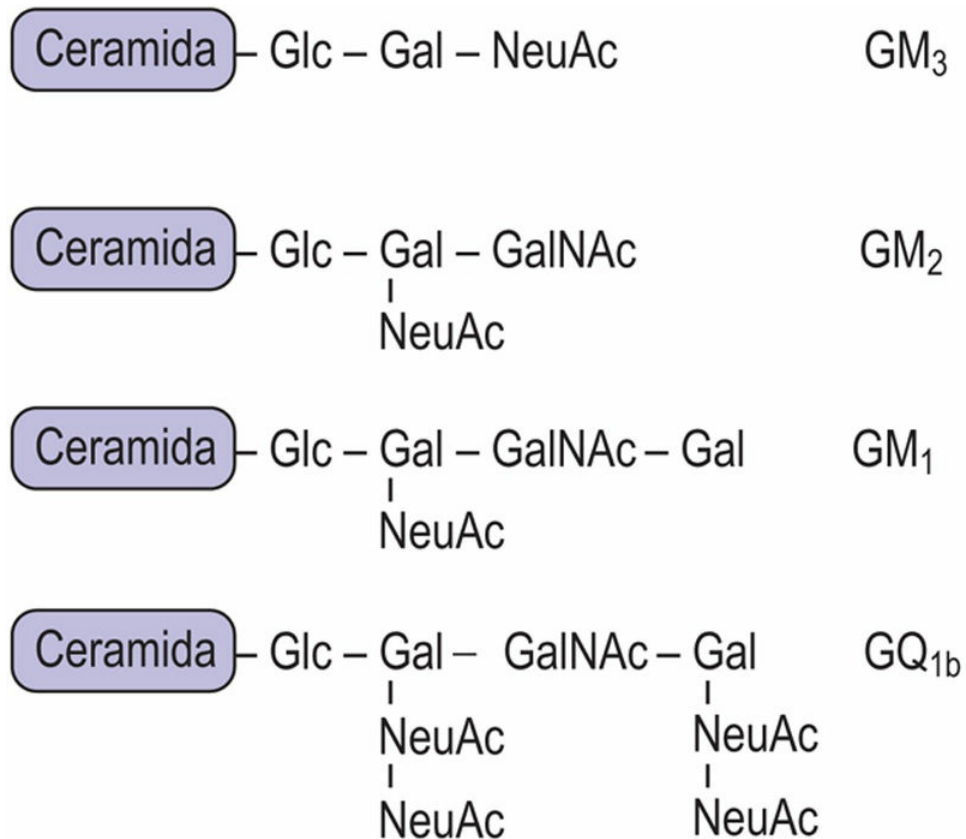 Ceramida – Glc – Gal – NeuAc GM₃
Ceramida – Glc – Gal – GalNAc GM₂
NeuAc
Ceramida – Glc – Gal – GalNAc – Gal GM₁
NeuAc
Ceramida – Glc – Gal – GalNAc – Gal GQ₁b
NeuAc NeuAc
NeuAc NeuAc